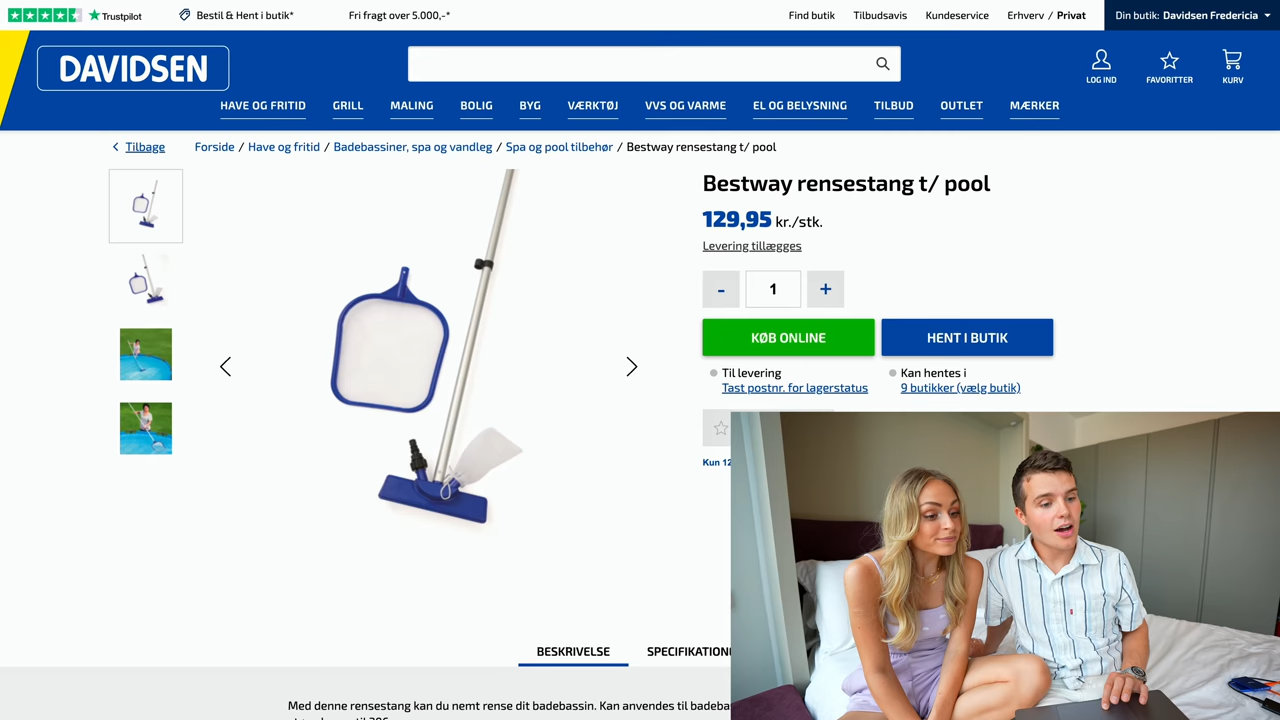 Trustpilot
Bestil & Hent i butik*
Fri fragt over 5.000,-*
Find butik
Tilbudsavis
Kundeservice
Erhverv / Privat
Din butik: Davidsen Fredericia
DAVIDSEN
LOG IND
FAVORITTER
KURV
HAVE OG FRITID
GRILL
MALING
BOLIG
BYG
VÆRKTØJ
VVS OG VARME
EL OG BELYSNING
TILBUD
OUTLET
MÆRKER
Tilbage
Forside / Have og fritid / Badebassiner, spa og vandleg / Spa og pool tilbehør / Bestway rensestang t/ pool
Bestway rensestang t/ pool
129,95 kr./stk.
Levering tillægges
- 1 +
KØB ONLINE
HENT I BUTIK
Til levering
Tast postnr. for lagerstatus
Kan hentes i
9 butikker (vælg butik)
Kun 12
BESKRIVELSE
SPECIFIKATION
Med denne rensestang kan du nemt rense dit badebassin. Kan anvendes til badeba